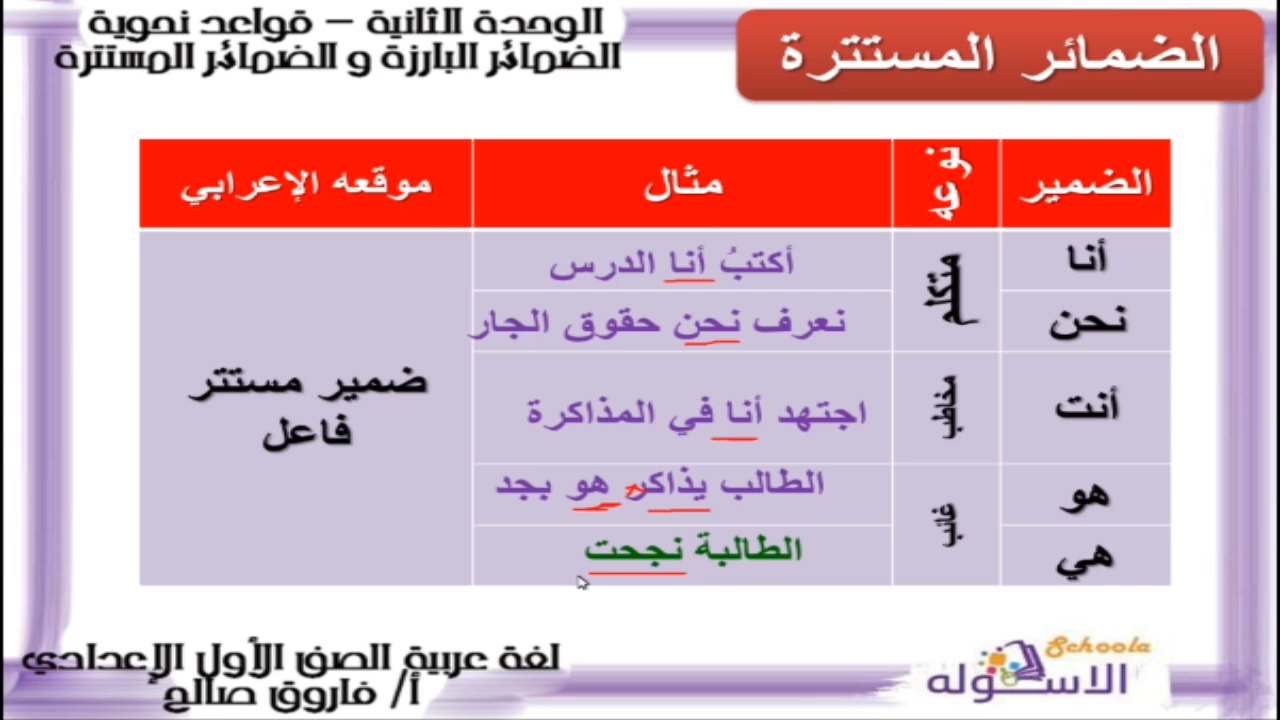 الوحدة الثانية – قواعد نحوية
الضمائر البارزة و الضمائر المستترة
الضمائر المستترة
الضمير
نوعه
مثال
موقعه الإعرابي
أنا
متكلم
أكتبُ أنا الدرس
ضمير مستتر
فاعل
نحن
نعرف نحن حقوق الجار
أنت
مخاطب
اجتهد أنا في المذاكرة
هو
غائب
الطالب يذاكر هو بجد
هي
الطالبة نجحت
لغة عربية الصف الأول الإعدادي
أ/ فاروق صالح
Schoola
الاسكوله